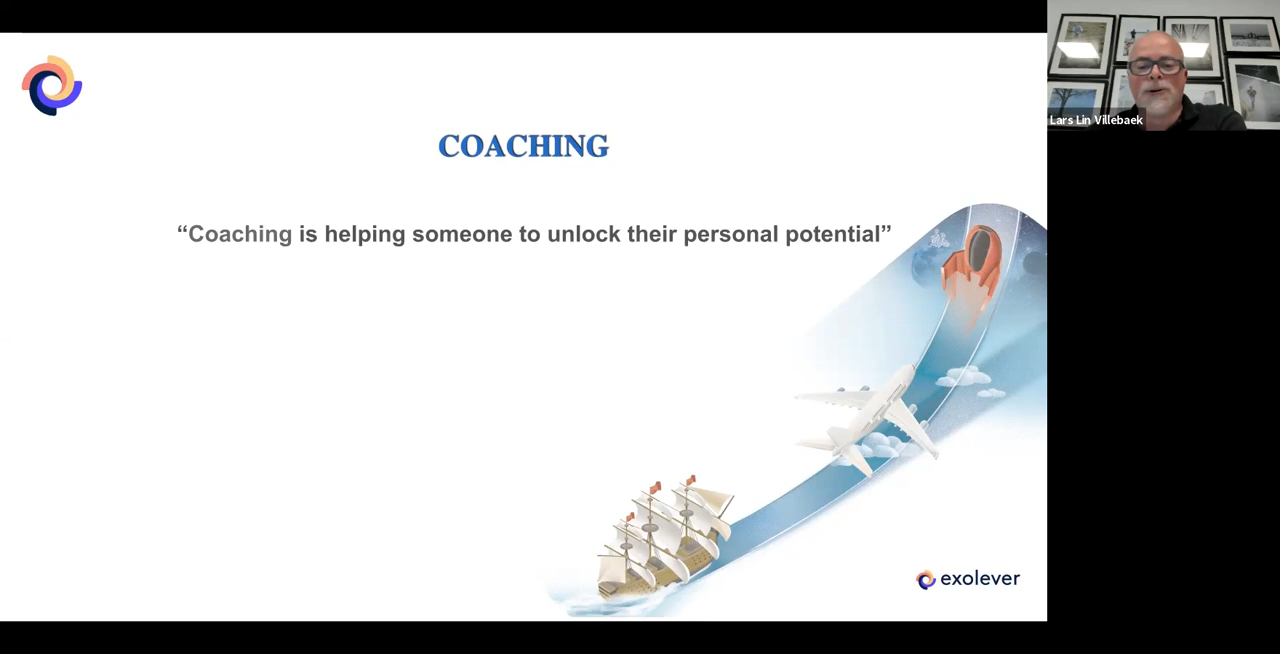 COACHING
“Coaching is helping someone to unlock their personal potential”
exolever
Lars Lin Villebaek